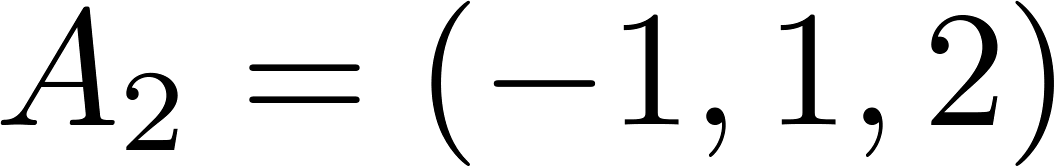 A₂ = (−1, 1, 2)